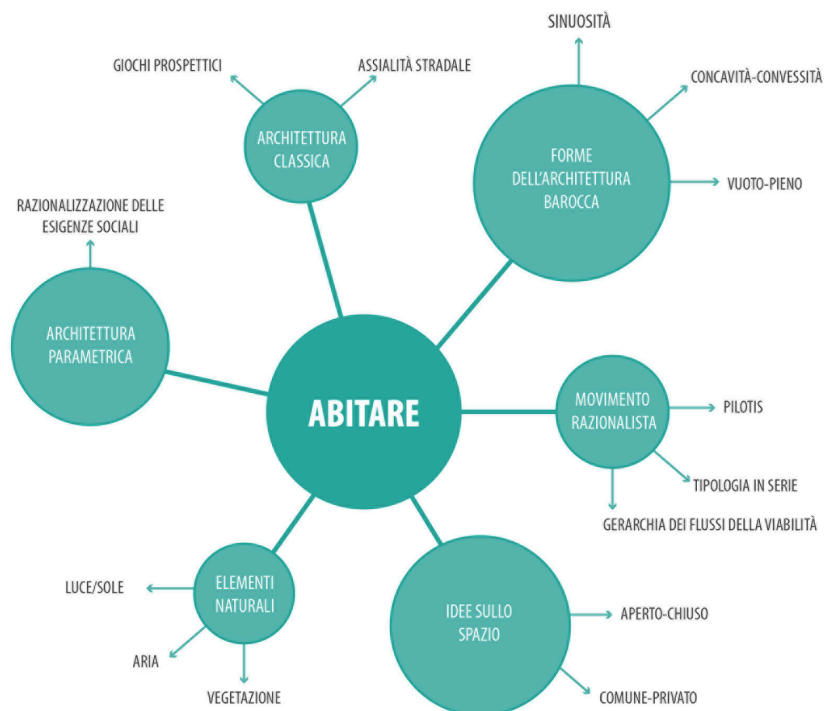 SINUOSITÀ
GIOCHI PROSPETTICI
ASSIALITÀ STRADALE
CONCAVITÀ-CONVESSITÀ
ARCHITETTURA
CLASSICA
FORME
DELL'ARCHITETTURA
BAROCCA
VUOTO-PIENO
RAZIONALIZZAZIONE DELLE
ESIGENZE SOCIALI
ARCHITETTURA
PARAMETRICA
ABITARE
MOVIMENTO
RAZIONALISTA
PILOTIS
TIPOLOGIA IN SERIE
GERARCHIA DEI FLUSSI DELLA VIABILITÀ
LUCE/SOLE
ELEMENTI
NATURALI
ARIA
VEGETAZIONE
IDEE SULLO
SPAZIO
APERTO-CHIUSO
COMUNE-PRIVATO